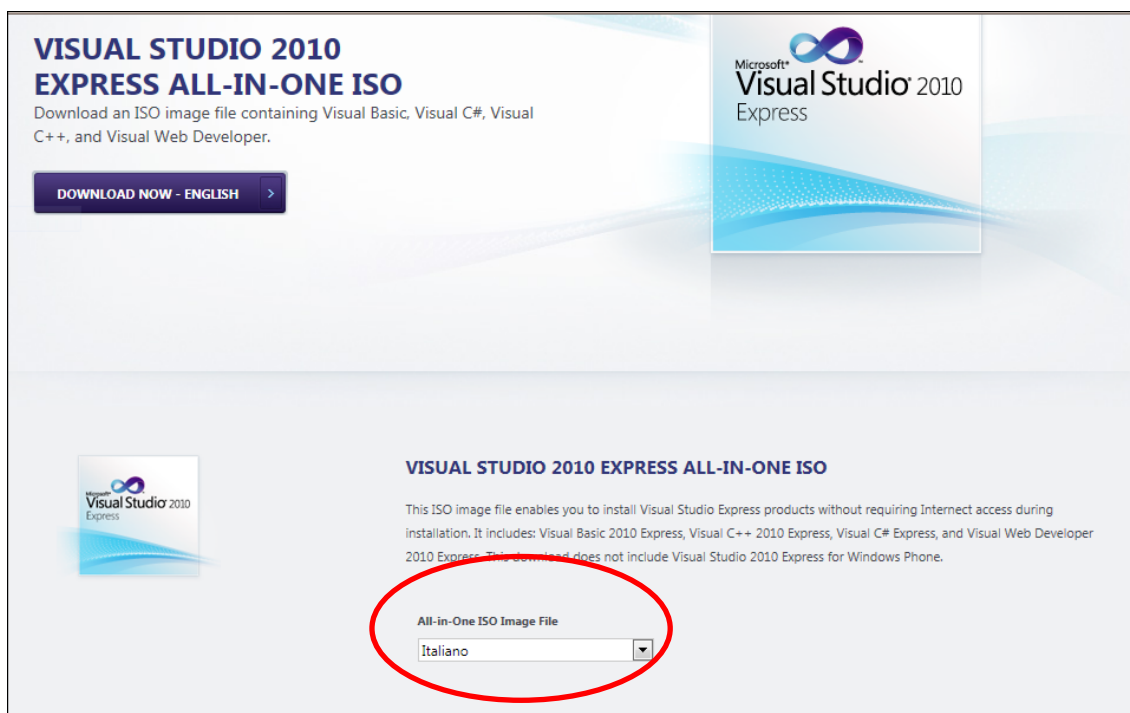 VISUAL STUDIO 2010
EXPRESS ALL-IN-ONE ISO
Download an ISO image file containing Visual Basic, Visual C#, Visual
C++, and Visual Web Developer.
DOWNLOAD NOW - ENGLISH
Microsoft®
Visual Studio® 2010
Express
Microsoft®
Visual Studio® 2010
Express
VISUAL STUDIO 2010 EXPRESS ALL-IN-ONE ISO
This ISO image file enables you to install Visual Studio Express products without requiring Internect access during
installation. It includes: Visual Basic 2010 Express, Visual C++ 2010 Express, Visual C# Express, and Visual Web Developer
2010 Express. This download does not include Visual Studio 2010 Express for Windows Phone.
All-in-One ISO Image File
Italiano